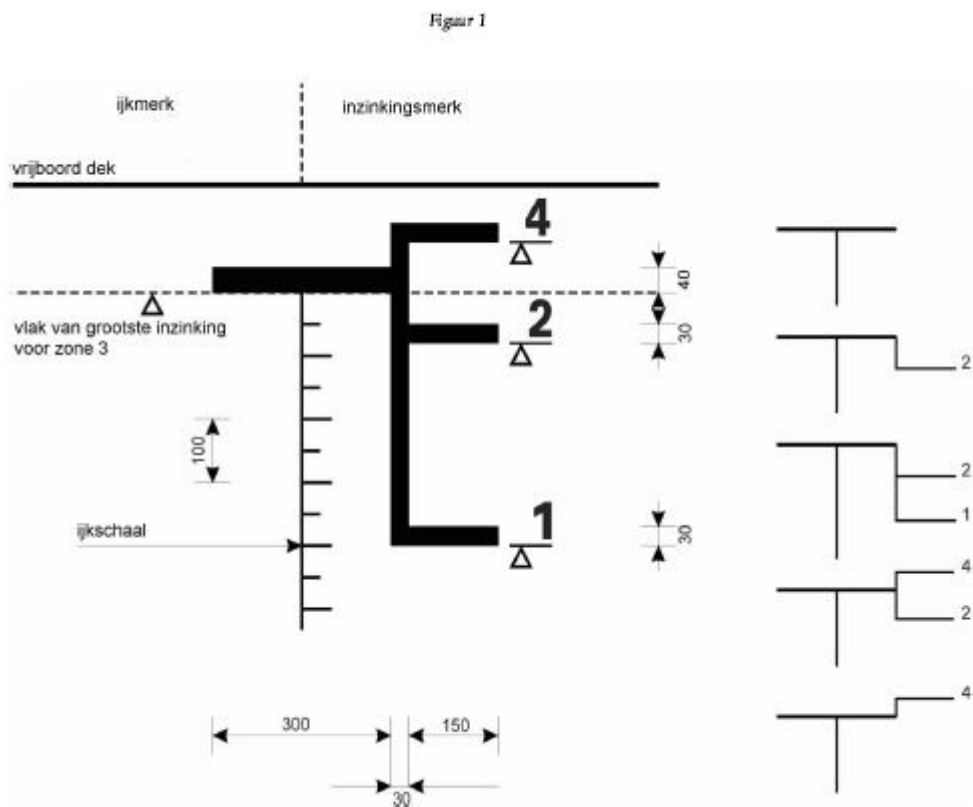 Figuur 1
ijkmerk
inzinkingsmerk
vrijboord dek
4
40
2
30
vlak van grootste inzinking
voor zone 3
100
1
30
ijkschaal
300
150
30
2
2
1
4
2
4